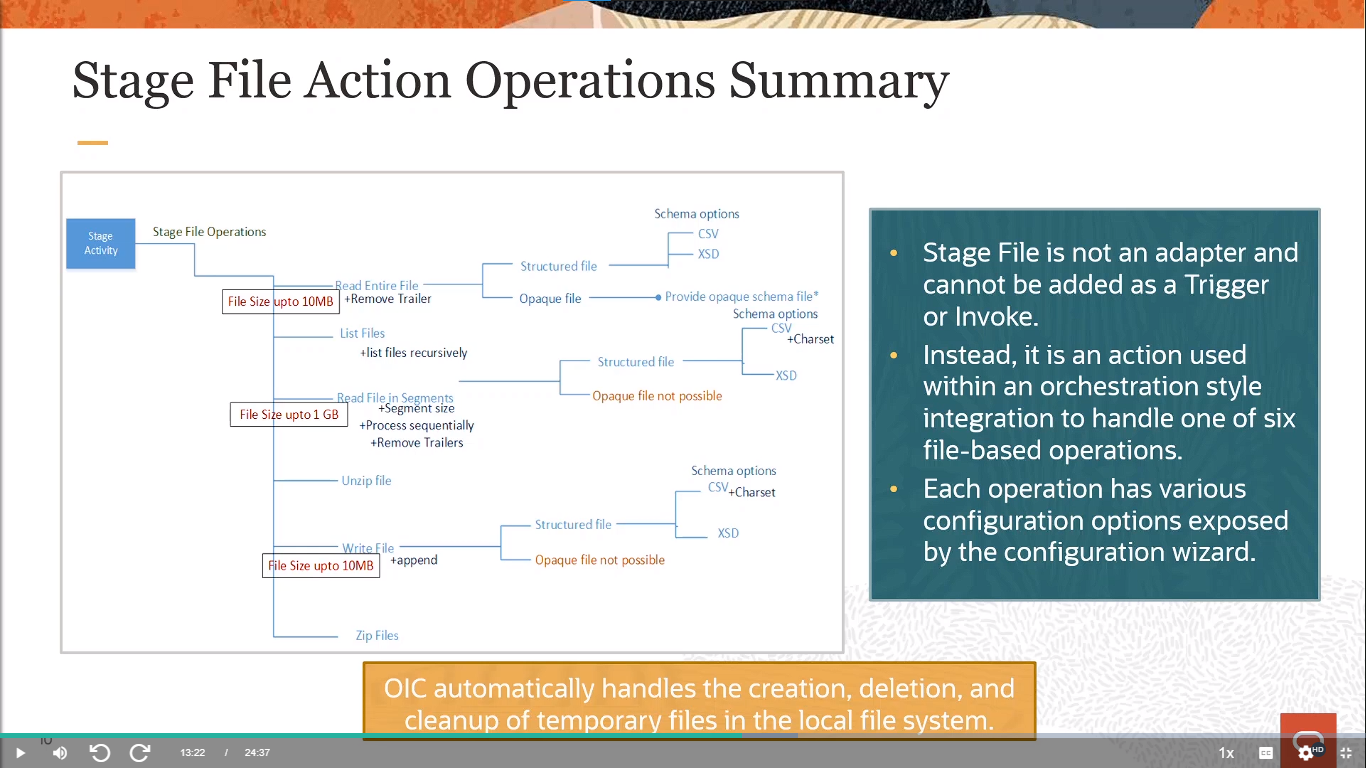 Stage File Action Operations Summary
Stage
Activity
Stage File Operations
Read Entire File
+Remove Trailer
File Size upto 10MB
Structured file
Opaque file
Schema options
CSV
XSD
Provide opaque schema file*
List Files
+list files recursively
Read File in Segments
+Segment size
+Process sequentially
+Remove Trailers
File Size upto 1 GB
Structured file
Opaque file not possible
Schema options
CSV
+Charset
XSD
Unzip file
Write File
+append
File Size upto 10MB
Structured file
Opaque file not possible
Schema options
CSV
+Charset
XSD
Zip Files
• Stage File is not an adapter and
cannot be added as a Trigger
or Invoke.
• Instead, it is an action used
within an orchestration style
integration to handle one of six
file-based operations.
• Each operation has various
configuration options exposed
by the configuration wizard.
OIC automatically handles the creation, deletion, and
cleanup of temporary files in the local file system.
13:22 / 24:37
1x
CC
HD